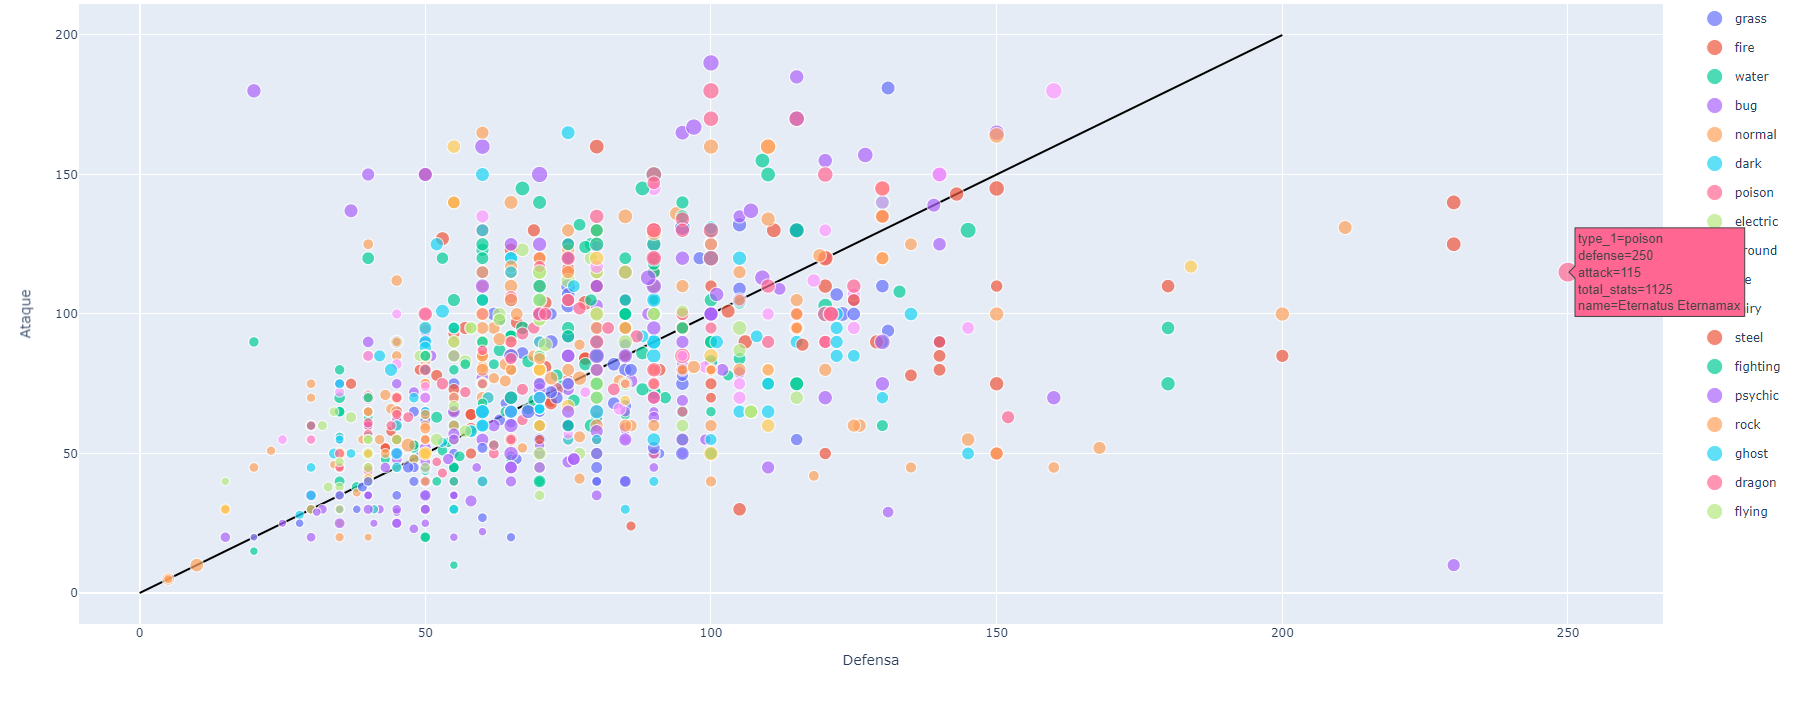 200
150
100
50
0
Ataque
0
50
100
150
200
250
Defensa
type_1=poison
defense=250
attack=115
total_stats=1125
name=Eternatus Eternamax
grass
fire
water
bug
normal
dark
poison
electric
round
e
iry
steel
fighting
psychic
rock
ghost
dragon
flying